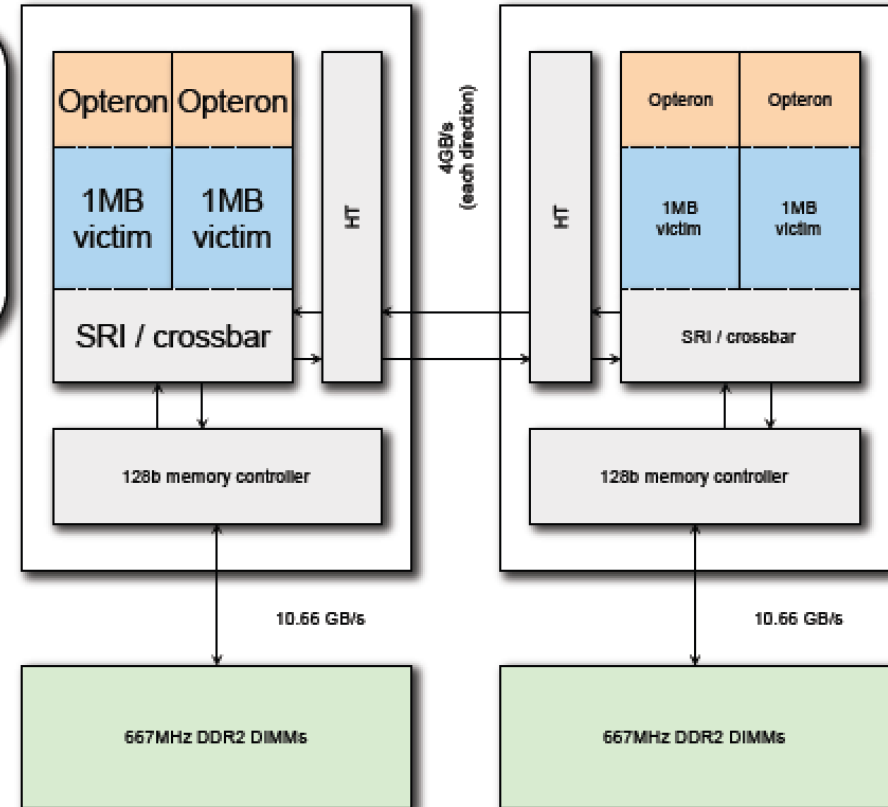 Opteron
Opteron
1MB
victim
1MB
victim
SRI / crossbar
HT
128b memory controller
10.66 GB/s
667MHz DDR2 DIMMs
4GB/s
(each direction)
HT
Opteron
Opteron
1MB
victim
1MB
victim
SRI / crossbar
128b memory controller
10.66 GB/s
667MHz DDR2 DIMMs